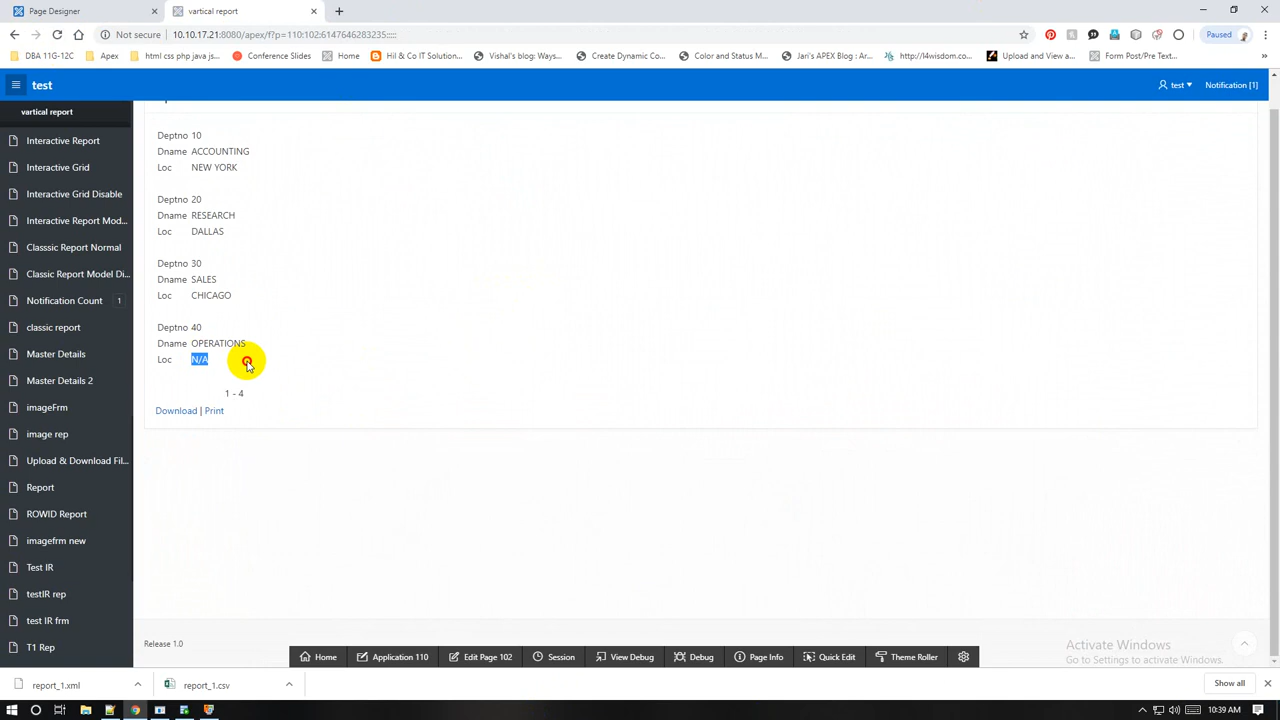 Page Designer
vartical report
10.10.17.21:8080/apex/f?p=110:102:6147646283235:::::
Paused
DBA 11G-12C
Apex
html css php java js...
Conference Slides
Home
Hil & Co IT Solution...
Vishal's blog: Ways...
Create Dynamic Co...
Color and Status M...
Jari's APEX Blog : Ar...
http://l4wisdom.co...
Upload and View a...
Form Post/Pre Text...
test
test
Notification [1]
vartical report
Interactive Report
Interactive Grid
Interactive Grid Disable
Interactive Report Mod...
Classsic Report Normal
Classic Report Model Di...
Notification Count 1
classic report
Master Details
Master Details 2
imageFrm
image rep
Upload & Download Fil...
Report
ROWID Report
imagefrm new
Test IR
testIR rep
test IR frm
T1 Rep
Deptno 10
Dname ACCOUNTING
Loc NEW YORK
Deptno 20
Dname RESEARCH
Loc DALLAS
Deptno 30
Dname SALES
Loc CHICAGO
Deptno 40
Dname OPERATIONS
Loc N/A
1 - 4
Download | Print
Release 1.0
Activate Windows
Go to Settings to activate Windows.
Home
Application 110
Edit Page 102
Session
View Debug
Debug
Page Info
Quick Edit
Theme Roller
report_1.xml
report_1.csv
Show all
10:39 AM